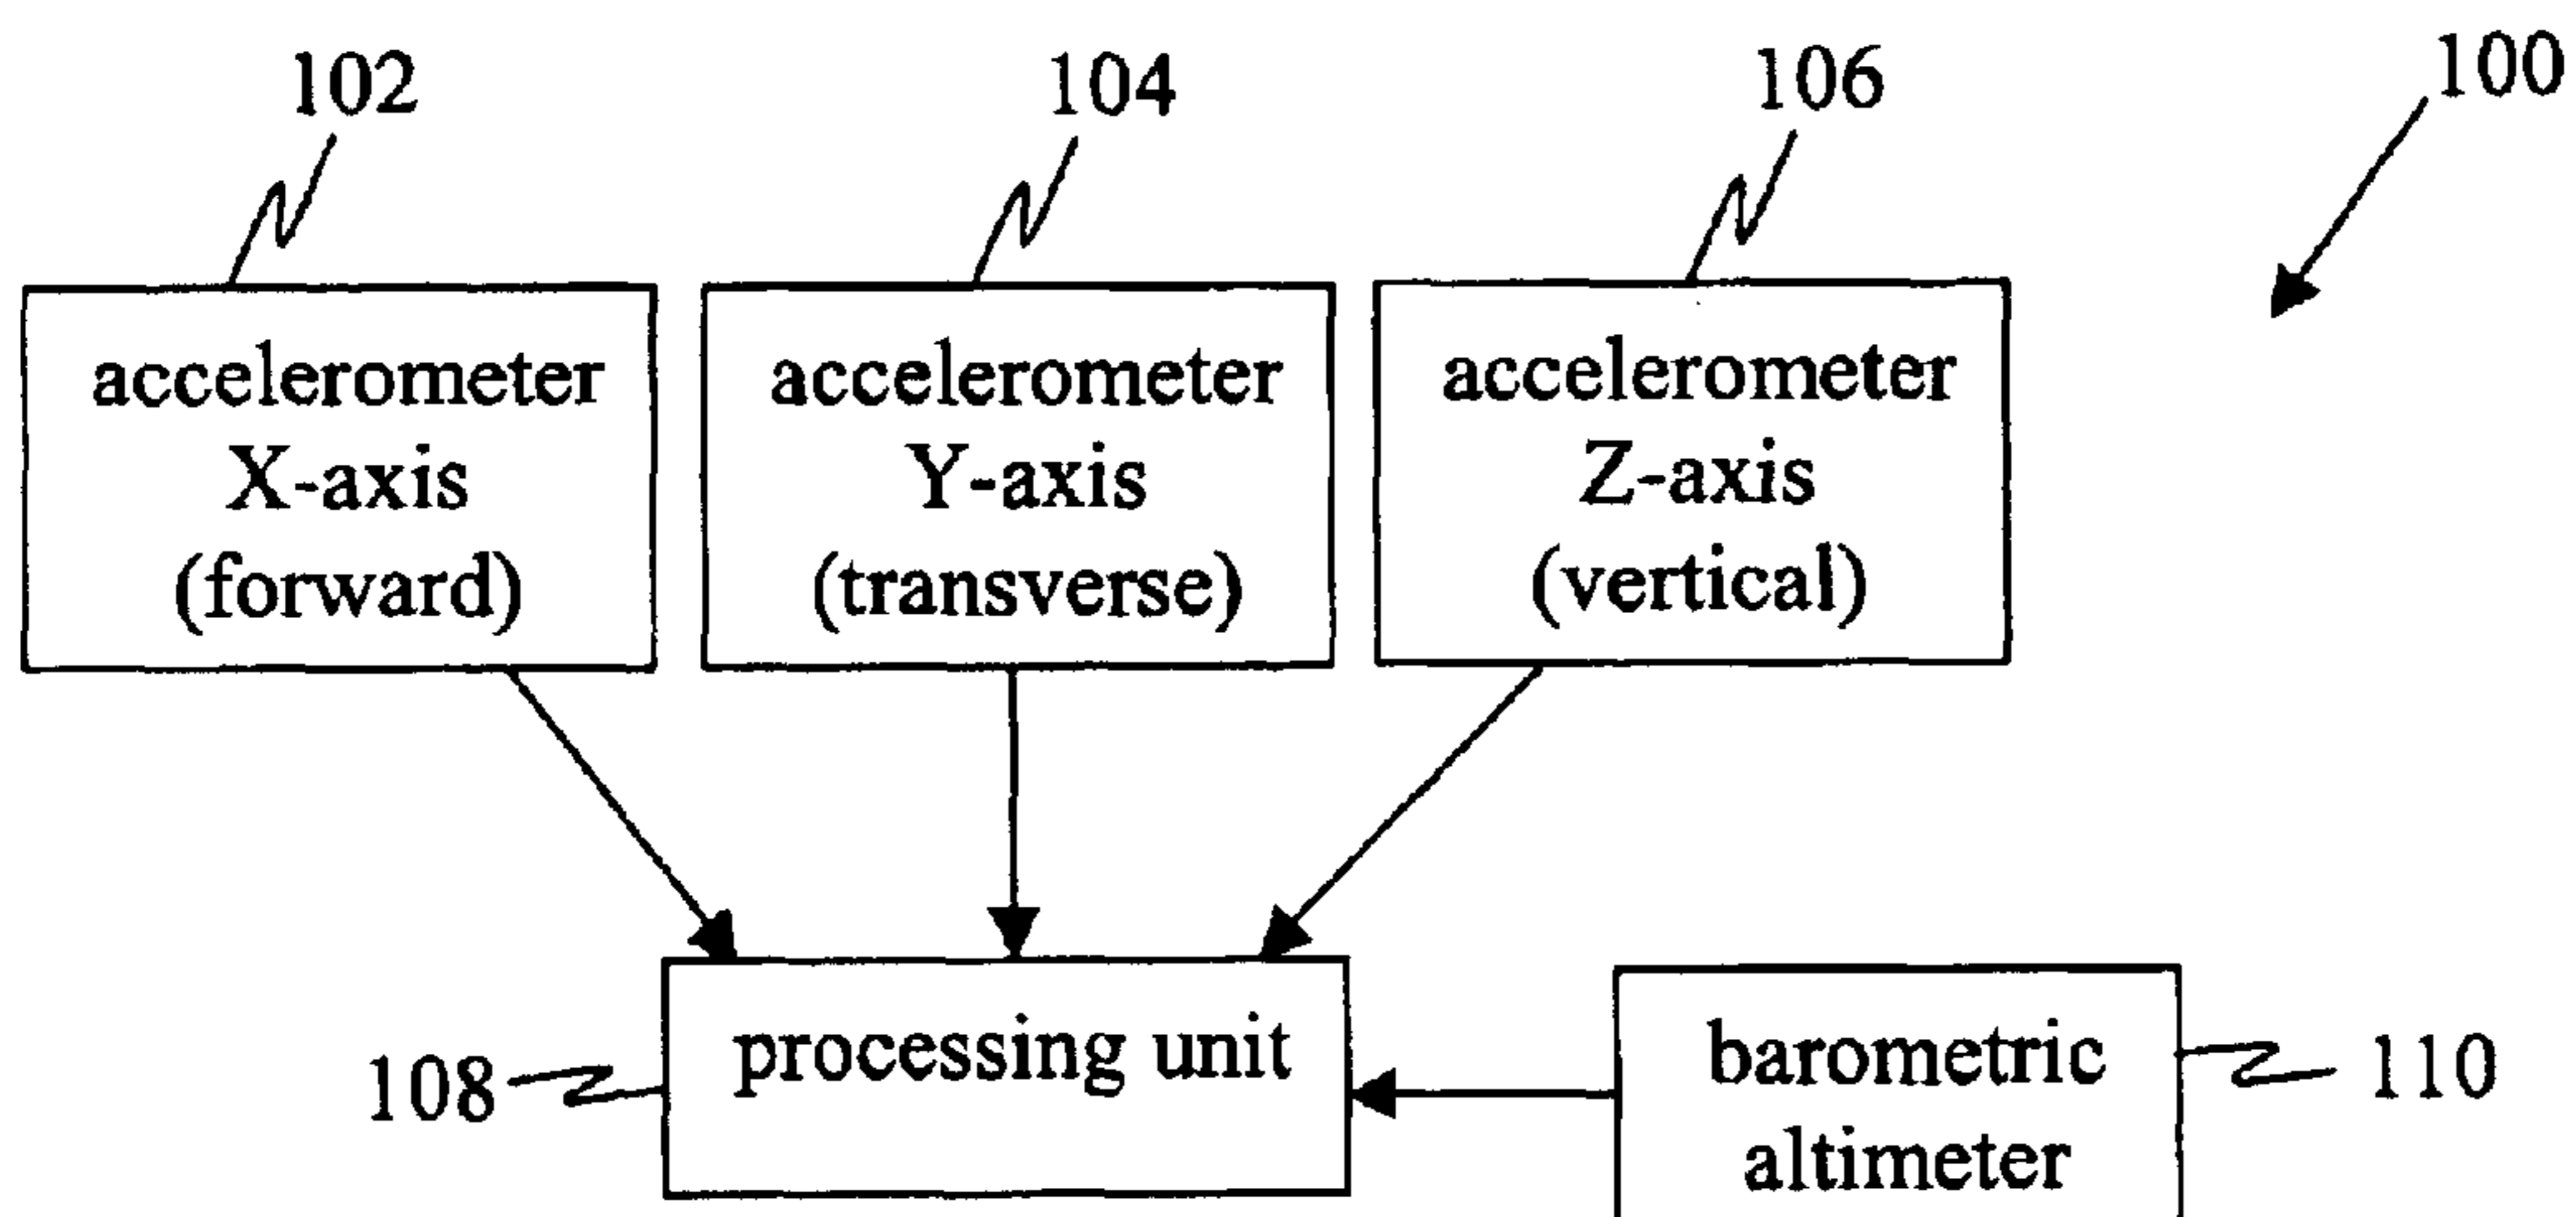 102
104
106
100
accelerometer
X-axis
(forward)
accelerometer
Y-axis
(transverse)
accelerometer
Z-axis
(vertical)
108
processing unit
barometric
altimeter
110